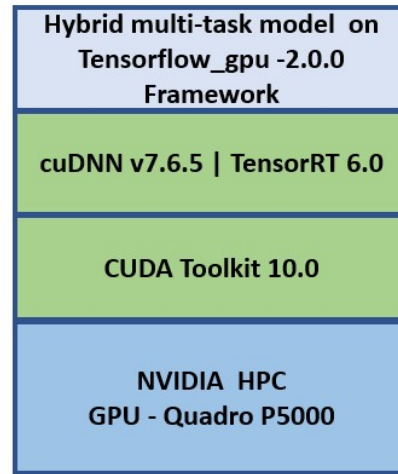 Hybrid multi-task model on
Tensorflow_gpu -2.0.0
Framework
cuDNN v7.6.5 | TensorRT 6.0
CUDA Toolkit 10.0
NVIDIA HPC
GPU - Quadro P5000